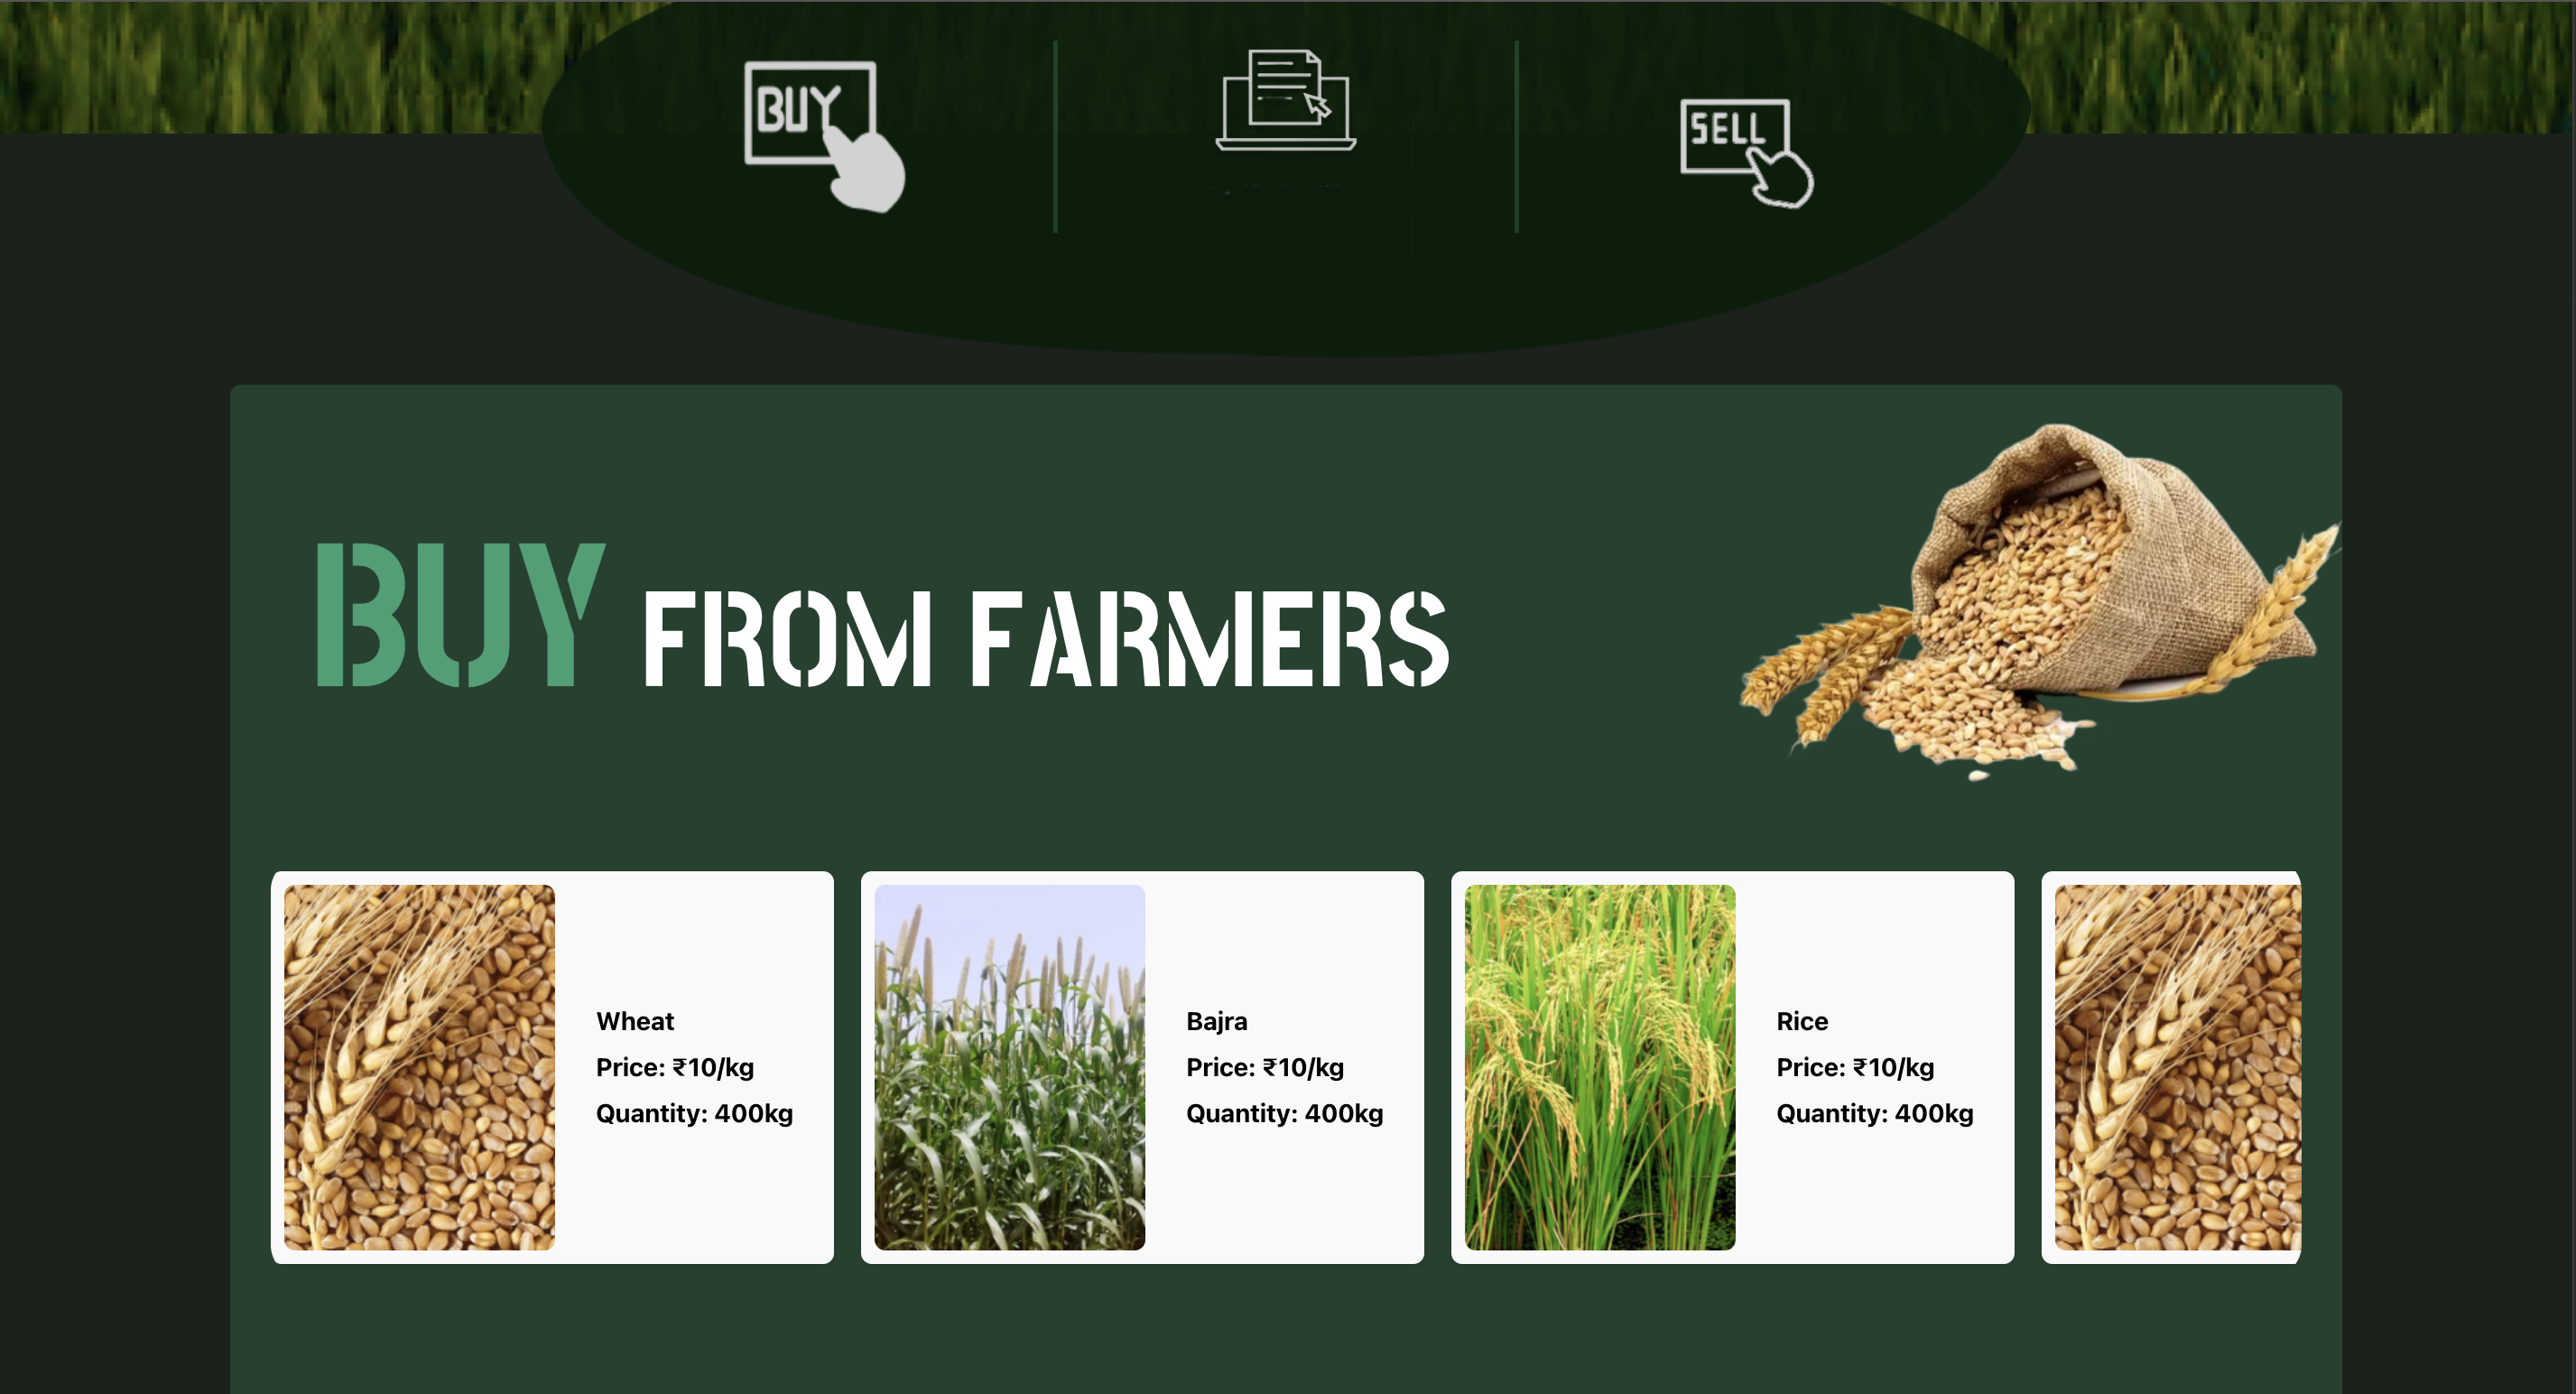 BUY
SELL
BUY FROM FARMERS
Wheat
Price: ₹10/kg
Quantity: 400kg
Bajra
Price: ₹10/kg
Quantity: 400kg
Rice
Price: ₹10/kg
Quantity: 400kg